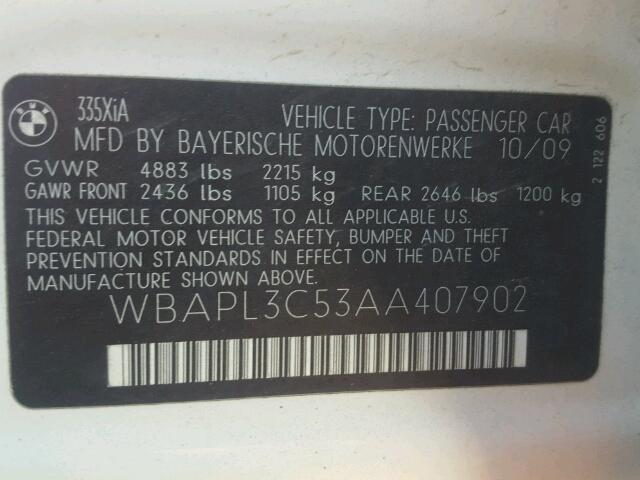 BMW
335XiA VEHICLE TYPE: PASSENGER CAR
MFD BY BAYERISCHE MOTORENWERKE 10/09
GVWR 4883 lbs 2215 kg
GAWR FRONT 2436 lbs 1105 kg REAR 2646 lbs 1200 kg
THIS VEHICLE CONFORMS TO ALL APPLICABLE U.S.
FEDERAL MOTOR VEHICLE SAFETY, BUMPER AND THEFT
PREVENTION STANDARDS IN EFFECT ON THE DATE OF
MANUFACTURE SHOWN ABOVE.
WBAPL3C53AA407902
2 122 606